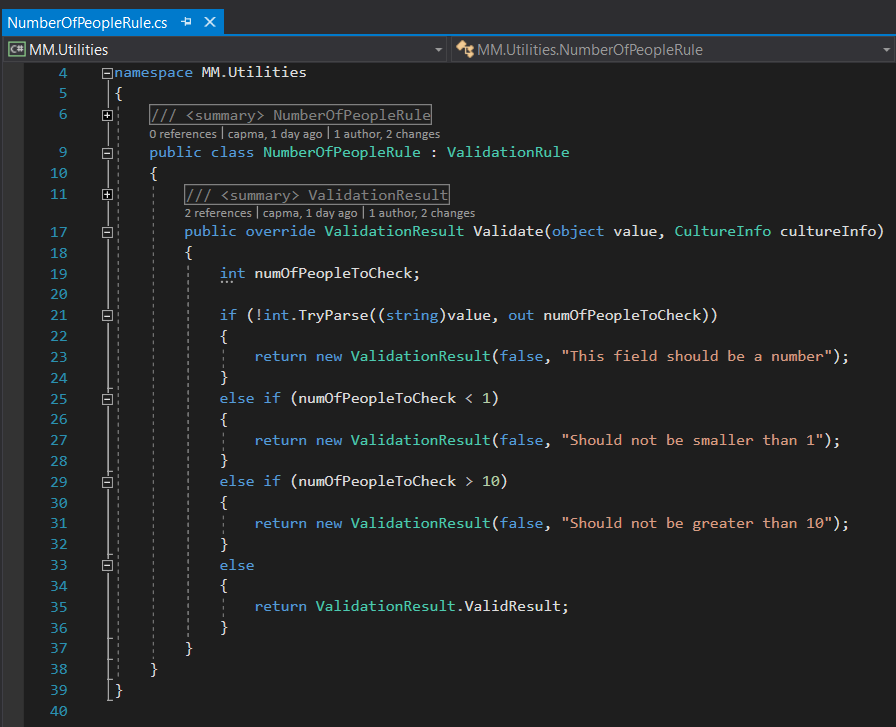 NumberOfPeopleRule.cs
C# MM.Utilities MM.Utilities.NumberOfPeopleRule
4 namespace MM.Utilities
5 {
6 /// <summary> NumberOfPeopleRule
0 references | capma, 1 day ago | 1 author, 2 changes
9 public class NumberOfPeopleRule : ValidationRule
10 {
11 /// <summary> ValidationResult
2 references | capma, 1 day ago | 1 author, 2 changes
17 public override ValidationResult Validate(object value, CultureInfo cultureInfo)
18 {
19 int numOfPeopleToCheck;
20
21 if (!int.TryParse((string)value, out numOfPeopleToCheck))
22 {
23 return new ValidationResult(false, "This field should be a number");
24 }
25 else if (numOfPeopleToCheck < 1)
26 {
27 return new ValidationResult(false, "Should not be smaller than 1");
28 }
29 else if (numOfPeopleToCheck > 10)
30 {
31 return new ValidationResult(false, "Should not be greater than 10");
32 }
33 else
34 {
35 return ValidationResult.ValidResult;
36 }
37 }
38 }
39 }
40